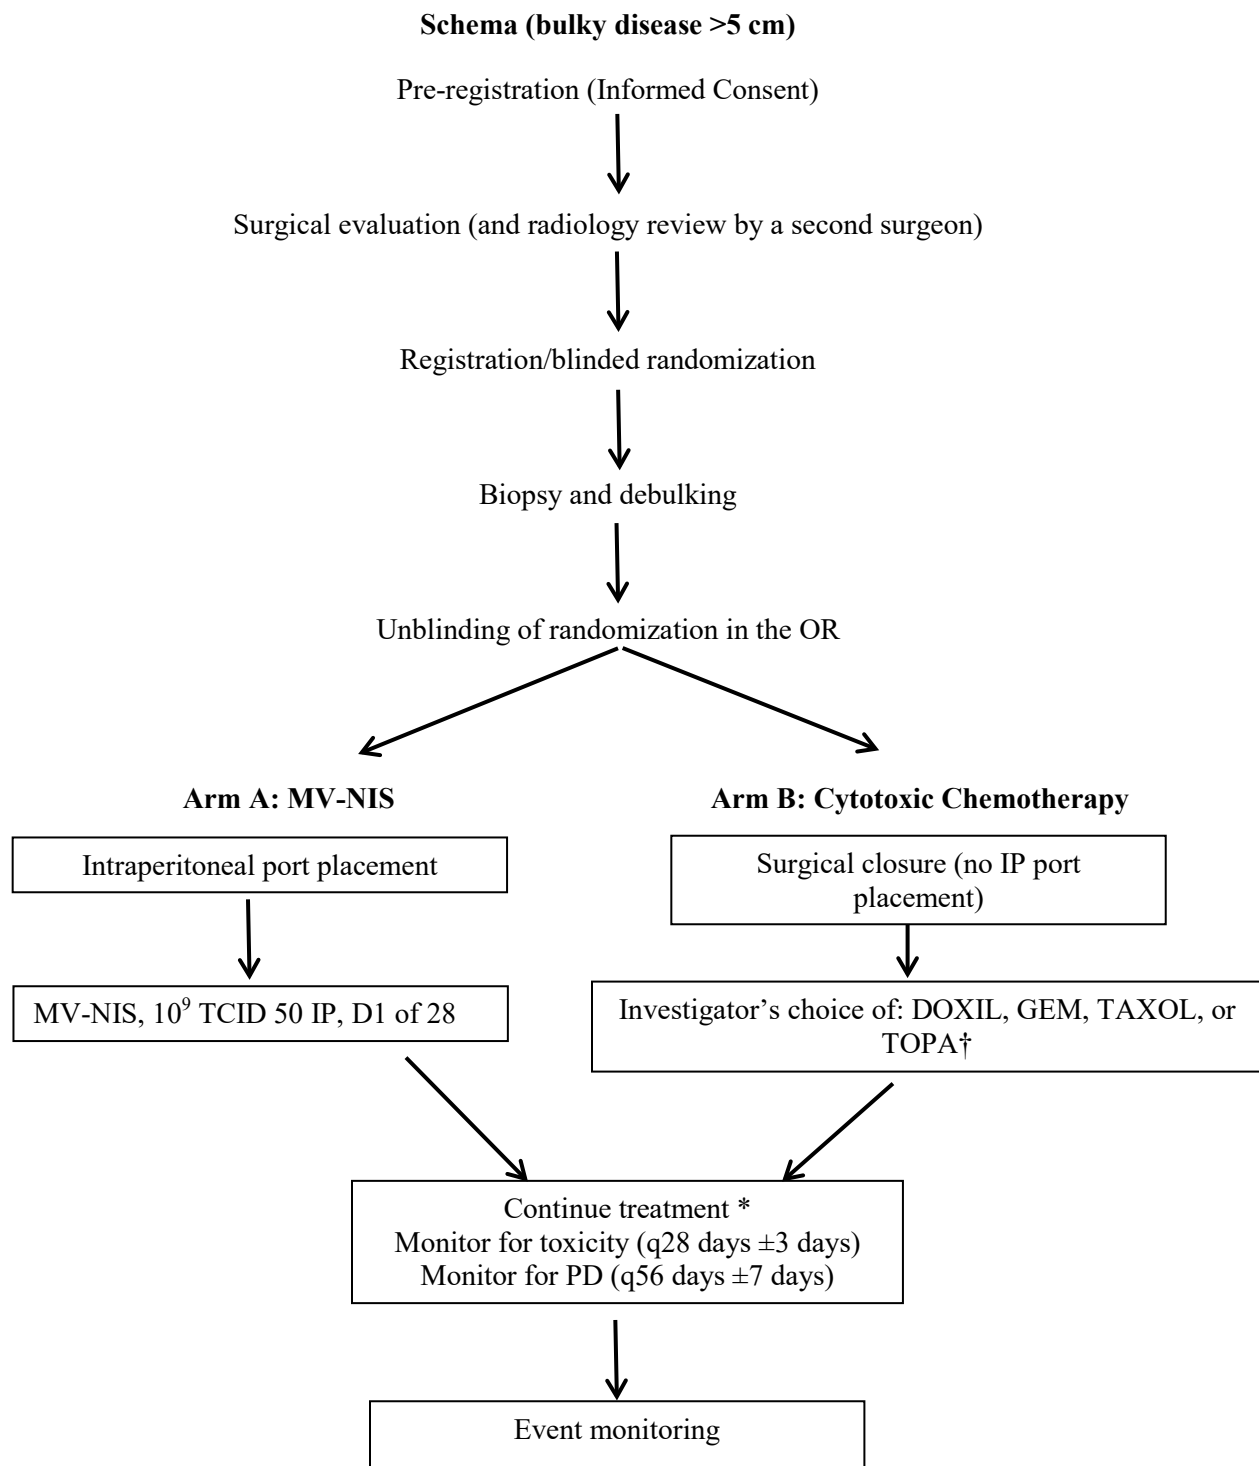 Schema (bulky disease >5 cm)
Pre-registration (Informed Consent)
Surgical evaluation (and radiology review by a second surgeon)
Registration/blinded randomization
Biopsy and debulking
Unblinding of randomization in the OR
Arm A: MV-NIS
Arm B: Cytotoxic Chemotherapy
Intraperitoneal port placement
Surgical closure (no IP port
placement)
MV-NIS, 10⁹ TCID 50 IP, D1 of 28
Investigator’s choice of: DOXIL, GEM, TAXOL, or
TOPA†
Continue treatment *
Monitor for toxicity (q28 days ±3 days)
Monitor for PD (q56 days ±7 days)
Event monitoring